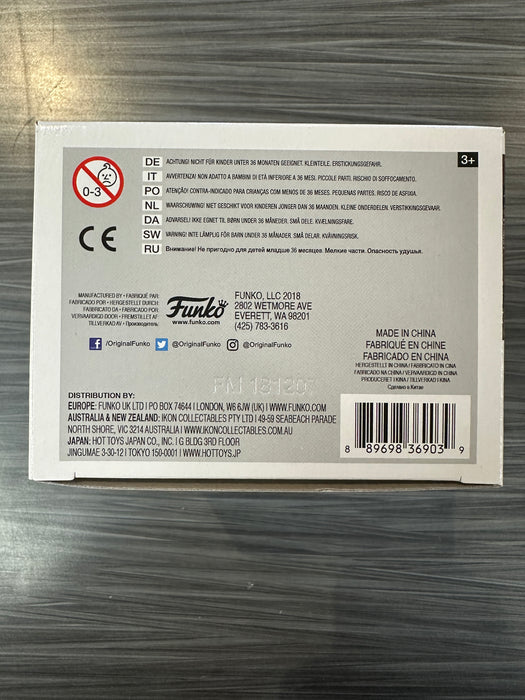 0-3
3+
DE ACHTUNG! NICHT FÜR KINDER UNTER 36 MONATEN GEEIGNET. KLEINTEILE. ERSTICKUNGSGEFAHR.
IT AVVERTENZA! NON ADATTO A BAMBINI DI ETÀ INFERIORE A 36 MESI. PICCOLE PARTI. RISCHIO DI SOFFOCAMENTO.
PO ATENÇÃO! CONTRA-INDICADO PARA CRIANÇAS COM MENOS DE 36 MESES. PEQUENAS PARTES. RISCO DE ASFIXIA.
NL WAARSCHUWING! NIET GESCHIKT VOOR KINDEREN JONGER DAN 36 MAANDEN. KLEINE ONDERDELEN. VERSTIKKINGSGEVAAR.
DA ADVARSEL! IKKE EGNET TIL BØRN UNDER 36 MÅNEDER. SMÅ DELE. KVÆLNINGSFARE.
SW VARNING! INTE LÄMPLIG FÖR BARN UNDER 36 MÅNADER. SMÅ DELAR. KVÄVNINGSRISK.
RU Внимание! Не пригодно для детей младше 36 месяцев. Мелкие части. Опасность удушья.
CE
MANUFACTURED BY • FABRIQUÉ PAR:
FABRICADO POR • HERGESTELLT DURCH
FABBRICATO DA • FABRICADO POR:
VERVAARDIGD DOOR • FREMSTILLET AF
TILLVERKAD AV • Производитель:
Funko
www.funko.com
FUNKO, LLC 2018
2802 WETMORE AVE
EVERETT, WA 98201
(425) 783-3616
/OriginalFunko /OriginalFunko @OriginalFunko
MADE IN CHINA
FABRIQUÉ EN CHINE
FABRICADO EN CHINA
HERGESTELLT IN CHINA / FABBRICATO IN CINA
FABRICADO NA CHINA / VERVAARDIGD IN CHINA
PRODUCERET I KINA / TILLVERKAD I KINA
Сделано в Китае
DISTRIBUTION BY:
EUROPE: FUNKO UK LTD | PO BOX 74644 | LONDON, W6 6JW (UK) | WWW.FUNKO.COM
AUSTRALIA & NEW ZEALAND: IKON COLLECTABLES PTY LTD | 49-59 SEABEACH PARADE
NORTH SHORE, VIC 3214 AUSTRALIA | WWW.IKONCOLLECTABLES.COM.AU
JAPAN: HOT TOYS JAPAN CO., INC. | G BLDG 3RD FLOOR
JINGUMAE 3-30-12 | TOKYO 150-0001 | WWW.HOTTOYS.JP
8 89698 36903 9